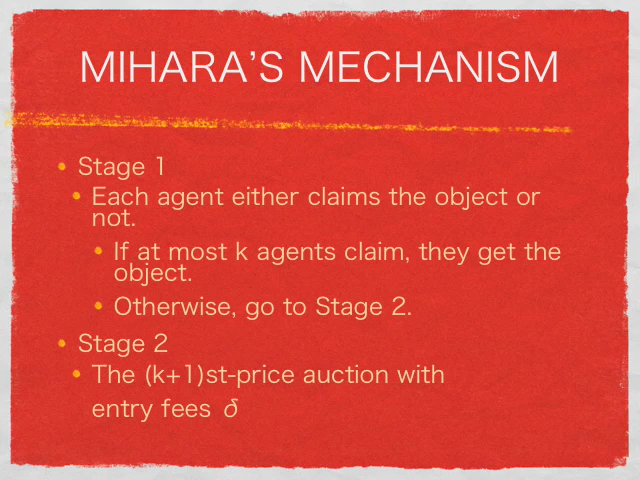 MIHARA’S MECHANISM
• Stage 1
• Each agent either claims the object or
not.
• If at most k agents claim, they get the
object.
• Otherwise, go to Stage 2.
• Stage 2
• The (k+1)st-price auction with
entry fees δ